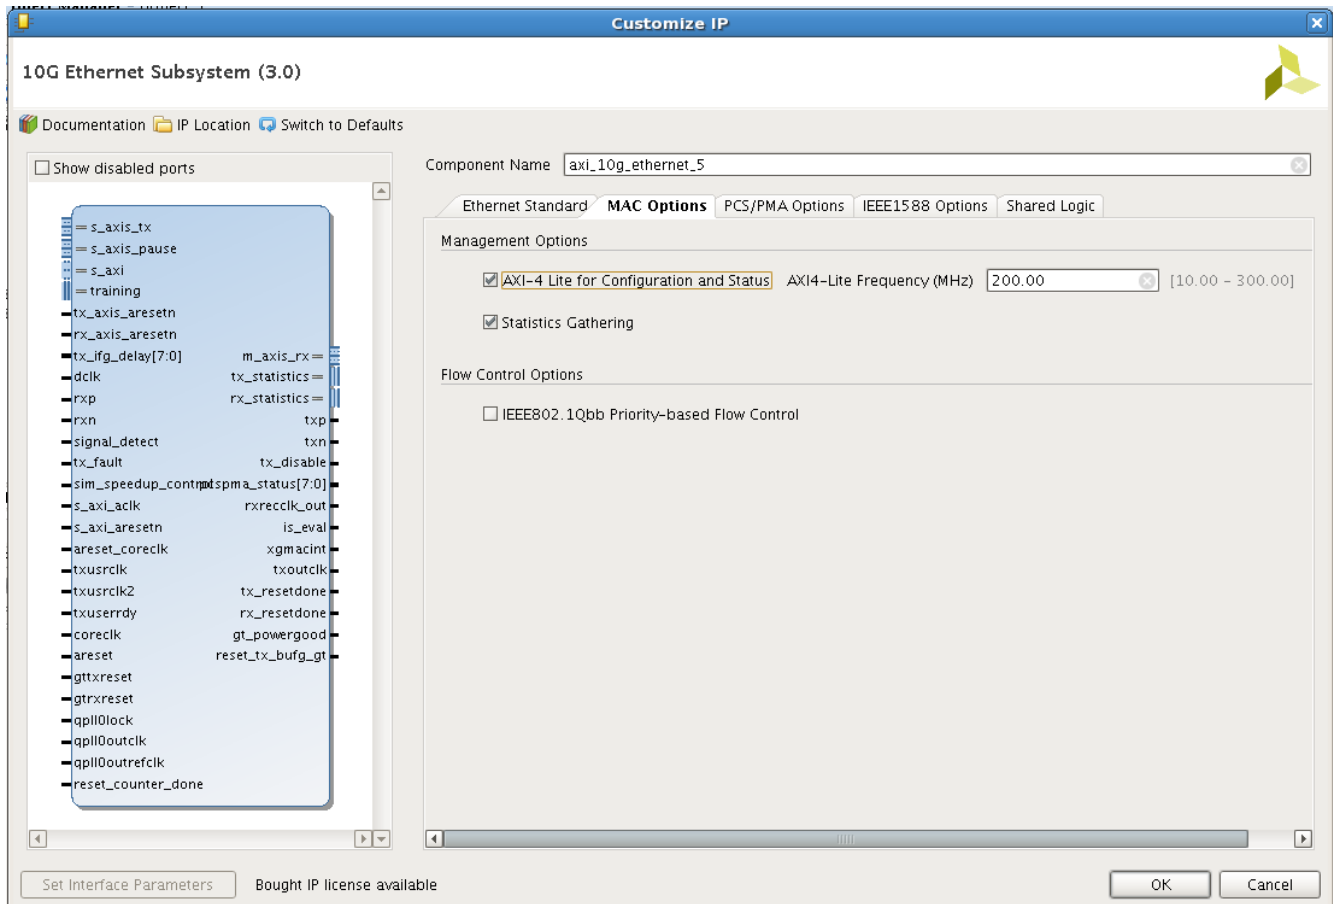 Customize IP
10G Ethernet Subsystem (3.0)
Documentation IP Location Switch to Defaults
Show disabled ports
s_axis_tx
s_axis_pause
s_axi
training
tx_axis_aresetn
rx_axis_aresetn
tx_ifg_delay[7:0] m_axis_rx
dclk tx_statistics
rxp rx_statistics
rxn txp
signal_detect txn
tx_fault tx_disable
sim_speedup_control pcspma_status[7:0]
s_axi_aclk rxrecclk_out
s_axi_aresetn is_eval
areset_coreclk xgmacint
txusrclk txoutclk
txusrclk2 tx_resetdone
txuserrdy rx_resetdone
coreclk gt_powergood
areset reset_tx_bufg_gt
gttxreset
gtrxreset
qpll0lock
qpll0outclk
qpll0outrefclk
reset_counter_done
Component Name axi_10g_ethernet_5
Ethernet Standard MAC Options PCS/PMA Options IEEE1588 Options Shared Logic
Management Options
AXI-4 Lite for Configuration and Status AXI4-Lite Frequency (MHz) 200.00 [10.00 - 300.00]
Statistics Gathering
Flow Control Options
IEEE802.1Qbb Priority-based Flow Control
Set Interface Parameters Bought IP license available OK Cancel